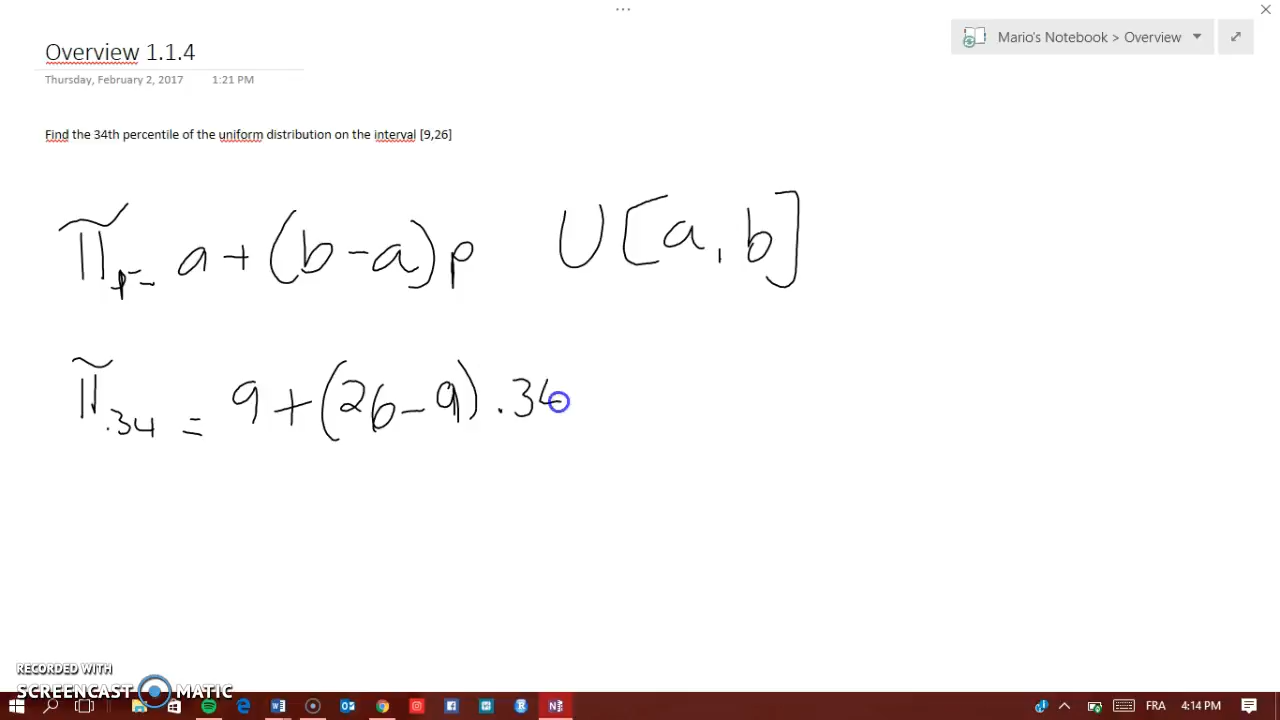 Mario's Notebook > Overview
Overview 1.1.4
Thursday, February 2, 2017 1:21 PM
Find the 34th percentile of the uniform distribution on the interval [9,26]
π̃p = a + (b - a)p U[a, b]
π̃.34 = 9 + (26 - 9) .34
RECORDED WITH
SCREENCAST MATIC
FRA 4:14 PM